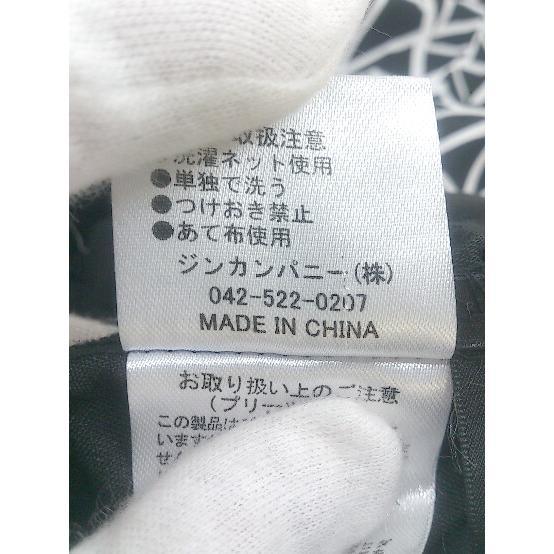 取扱注意
洗濯ネット使用
●単独で洗う
●つけおき禁止
●あて布使用
ジンカンパニー(株)
042-522-0207
MADE IN CHINA
お取り扱い上のご注意
(プリー
この製品は
います
せん